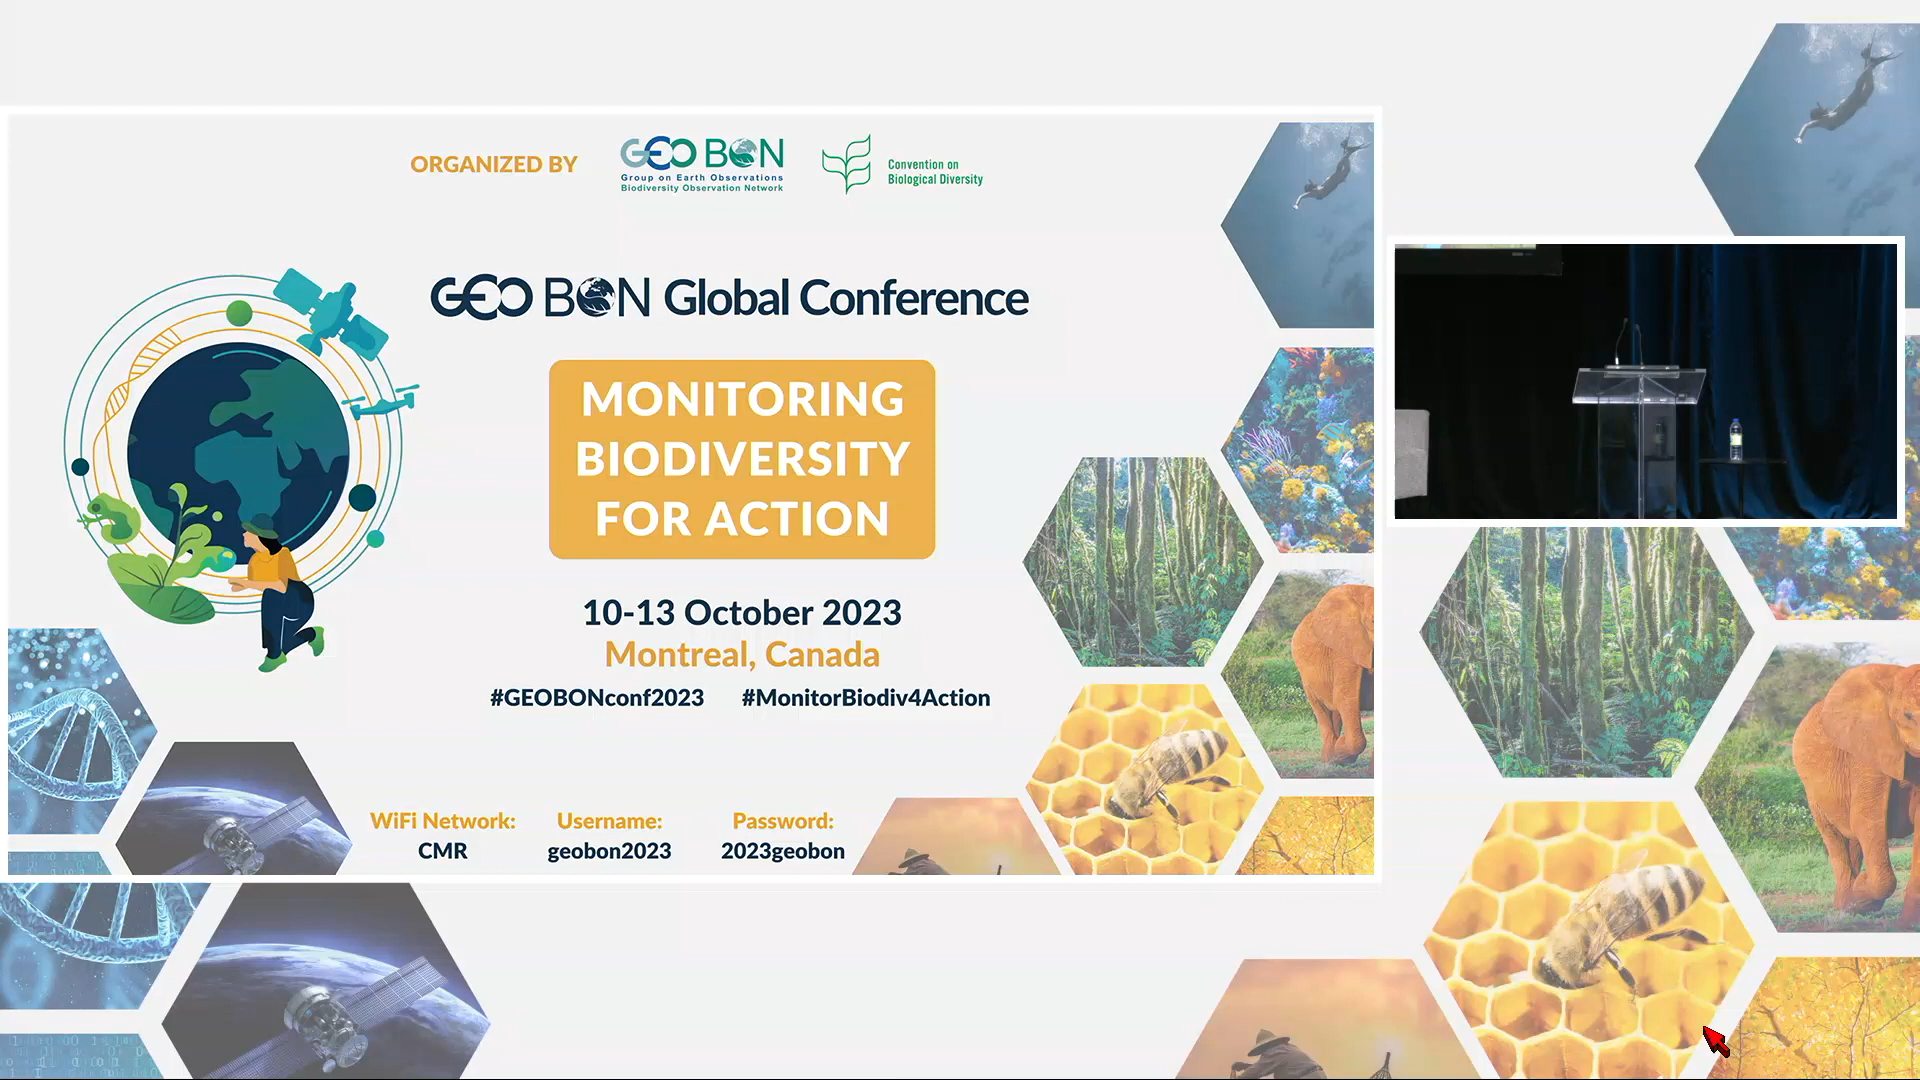 ORGANIZED BY
GEO BON
Group on Earth Observations
Biodiversity Observation Network
Convention on
Biological Diversity
GEO BON Global Conference
MONITORING
BIODIVERSITY
FOR ACTION
10-13 October 2023
Montreal, Canada
#GEOBONconf2023 #MonitorBiodiv4Action
WiFi Network: Username: Password:
CMR geobon2023 2023geobon